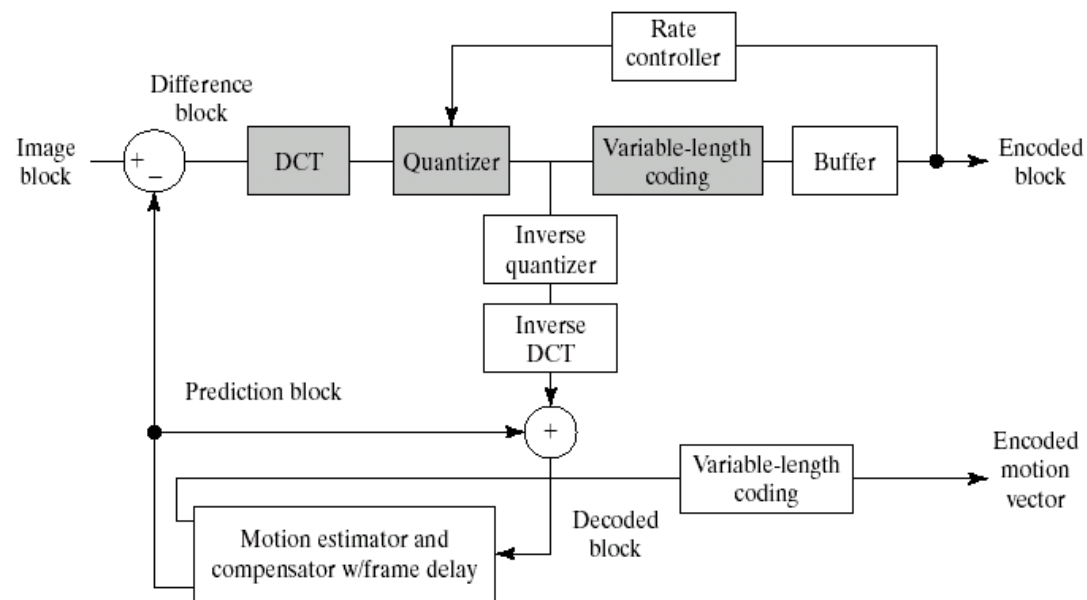 Rate
controller
Difference
block
Image
block
+
−
DCT
Quantizer
Variable-length
coding
Buffer
Encoded
block
Inverse
quantizer
Inverse
DCT
Prediction block
+
Variable-length
coding
Encoded
motion
vector
Decoded
block
Motion estimator and
compensator w/frame delay